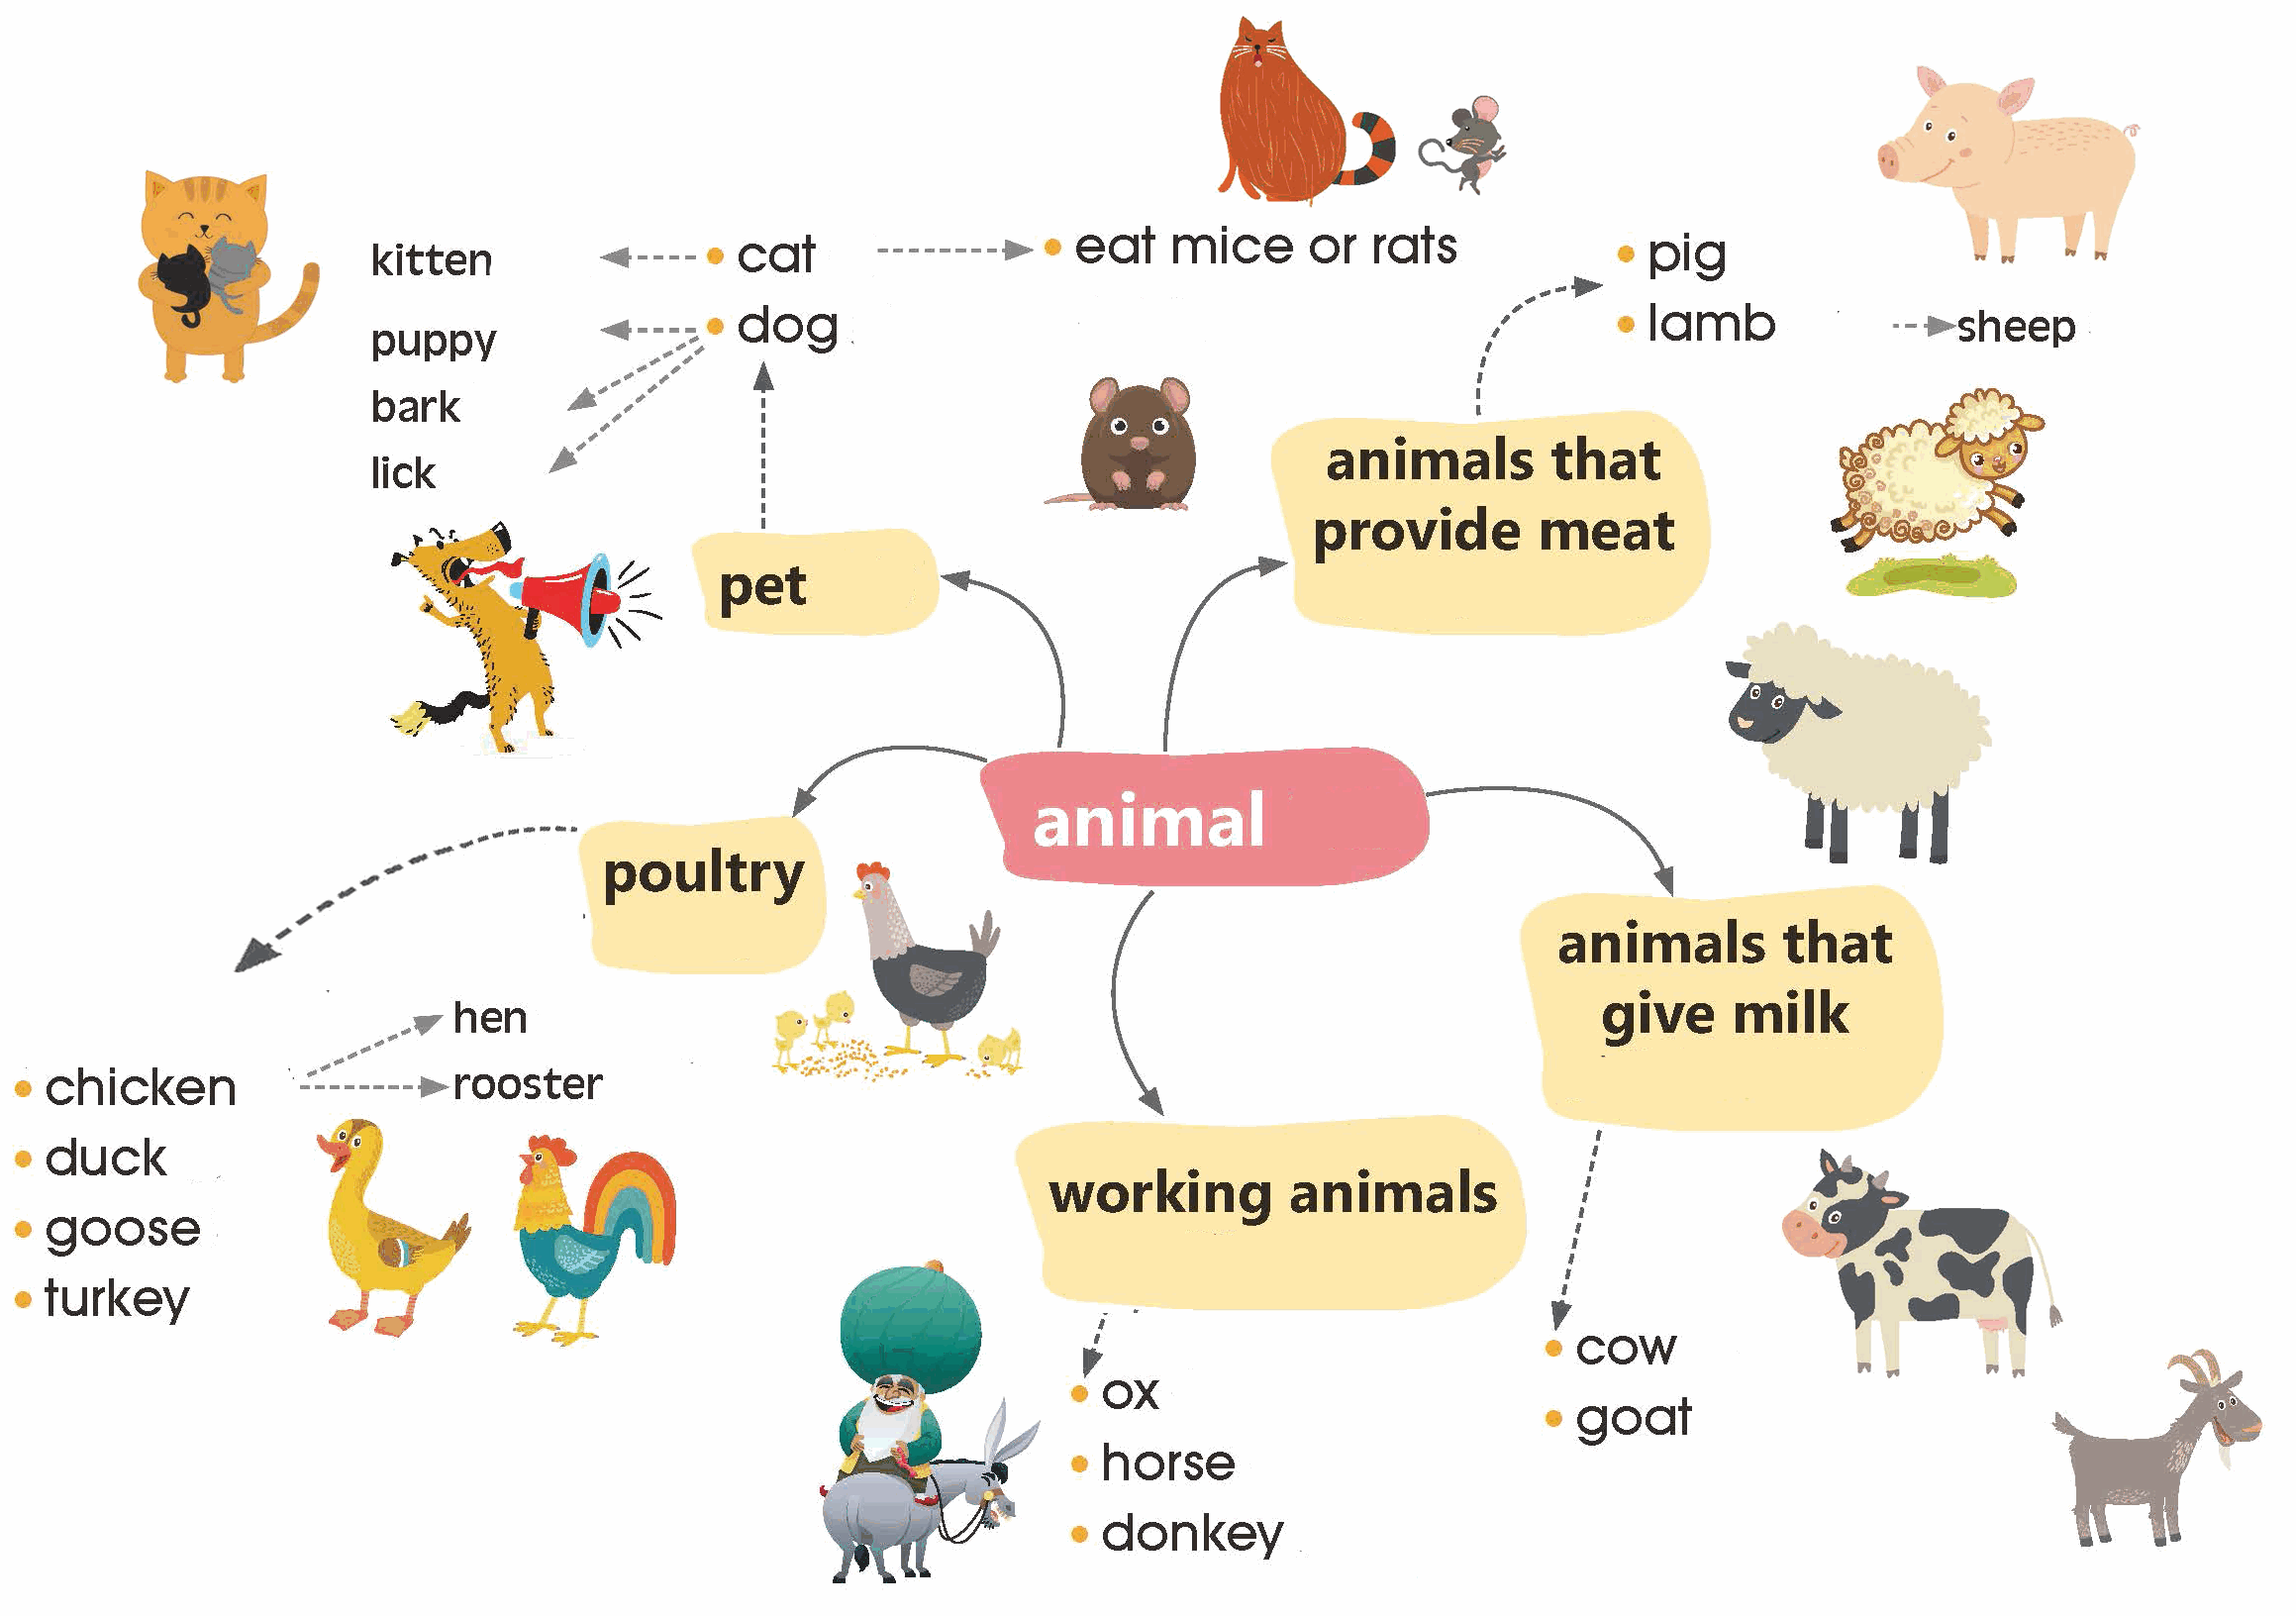 kitten
cat
eat mice or rats
puppy
dog
bark
lick
pig
lamb
sheep
animals that
provide meat
pet
animal
poultry
animals that
give milk
hen
chicken
rooster
duck
goose
turkey
working animals
ox
horse
donkey
cow
goat